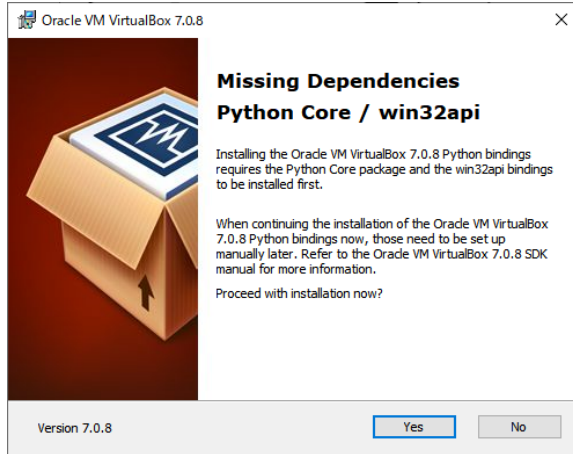 Oracle VM VirtualBox 7.0.8
Missing Dependencies
Python Core / win32api
Installing the Oracle VM VirtualBox 7.0.8 Python bindings
requires the Python Core package and the win32api bindings
to be installed first.
When continuing the installation of the Oracle VM VirtualBox
7.0.8 Python bindings now, those need to be set up
manually later. Refer to the Oracle VM VirtualBox 7.0.8 SDK
manual for more information.
Proceed with installation now?
Version 7.0.8
Yes
No